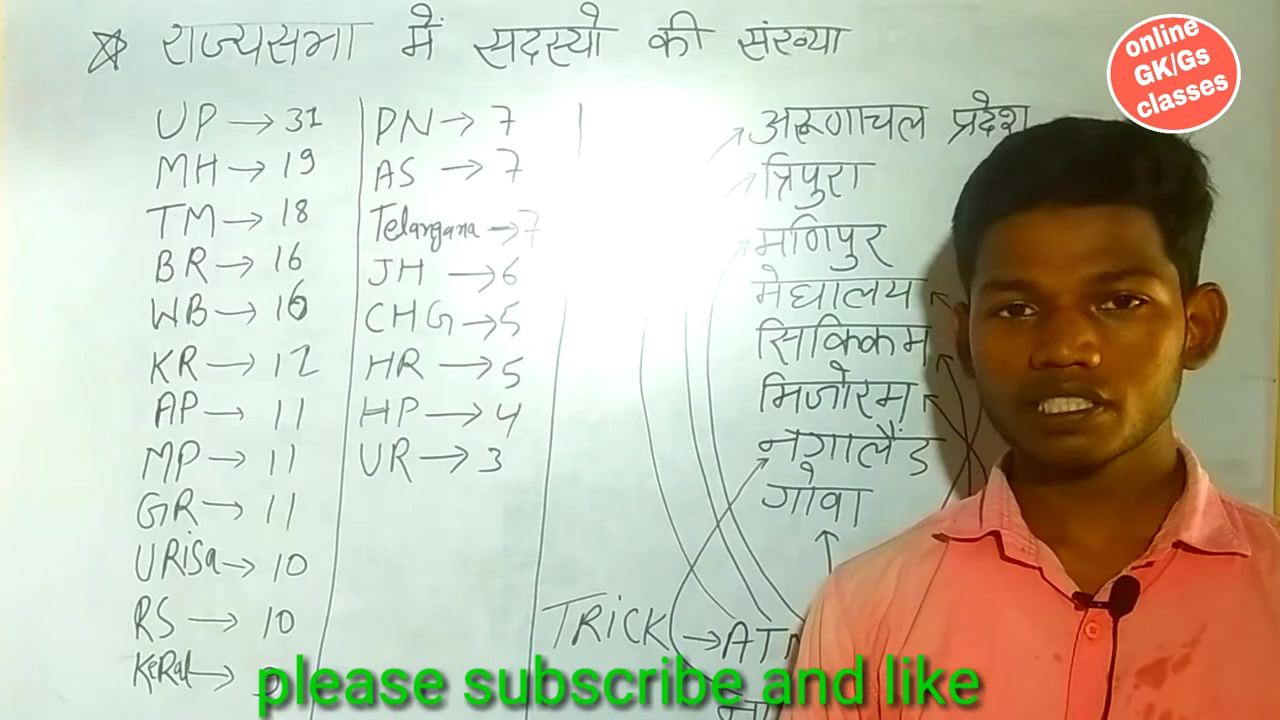 ☆ राज्यसभा में सदस्यो की संख्या
online
GK/Gs
classes
UP → 31
MH → 19
TM → 18
BR → 16
WB → 16
KR → 12
AP → 11
MP → 11
GR → 11
URiSa → 10
RS → 10
KeRal →
PN → 7
AS → 7
Telangana → 7
JH → 6
CHG → 5
HR → 5
HP → 4
UR → 3
अरूणाचल प्रदेश
त्रिपुरा
मणिपुर
मेघालय
सिक्किम
मिजोरम
नगालैंड
गोवा
TRiCK → AT
please subscribe and like